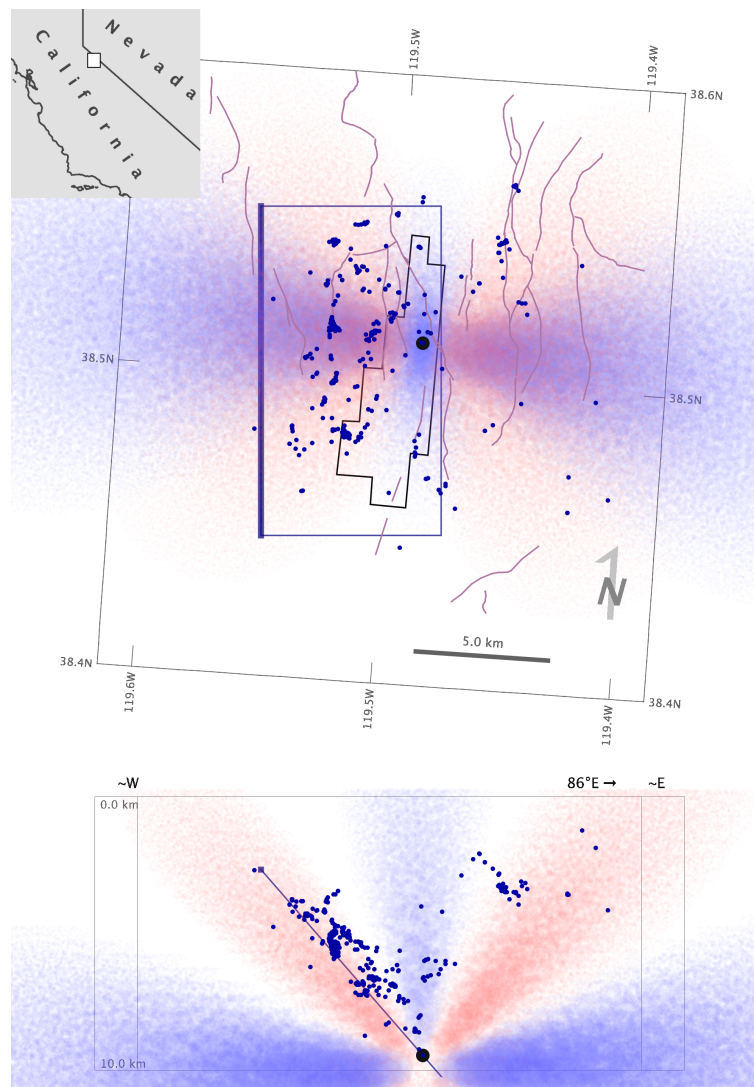 Nevada
California
119.5W
119.4W
38.6N
38.5N
38.5N
N
5.0 km
38.4N
38.4N
119.6W
119.5W
119.4W
~W
86°E →
~E
0.0 km
10.0 km